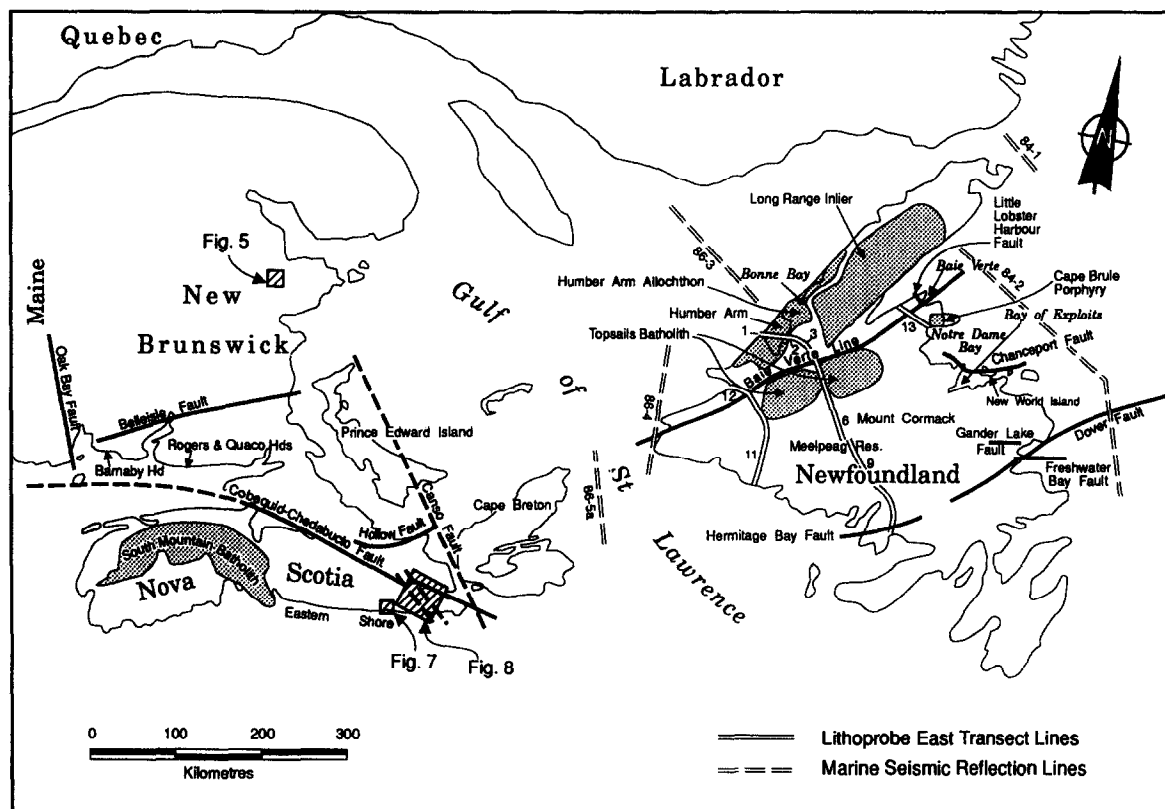 Quebec
Labrador
N
84-1
Long Range Inlier
Little
Lobster
Harbour
Fault
86-3
Bonne Bay
Baie Verte
84-2
Fig. 5
Maine
New
Brunswick
Gulf
of
St
Lawrence
Humber Arm Allochthon
Humber Arm
Topsails Batholith
Cape Brule
Porphyry
Bay of Exploits
Notre Dame
Bay
Chanceport Fault
New World Island
1
2
3
13
Baie Verte Line
12
86-4
6
Mount Cormack
Meelpaeg Res.
9
11
Newfoundland
Gander Lake
Fault
Dover Fault
Freshwater
Bay Fault
Hermitage Bay Fault
86-5a
Oak Bay Fault
Belleisle Fault
Rogers & Quaco Hds
Barnaby Hd
Prince Edward Island
Canso Fault
Cape Breton
Cobequid-Chedabucto Fault
Hollow Fault
South Mountain Batholith
Nova
Scotia
Eastern
Shore
Fig. 7
Fig. 8
0 100 200 300
Kilometres
Lithoprobe East Transect Lines
Marine Seismic Reflection Lines